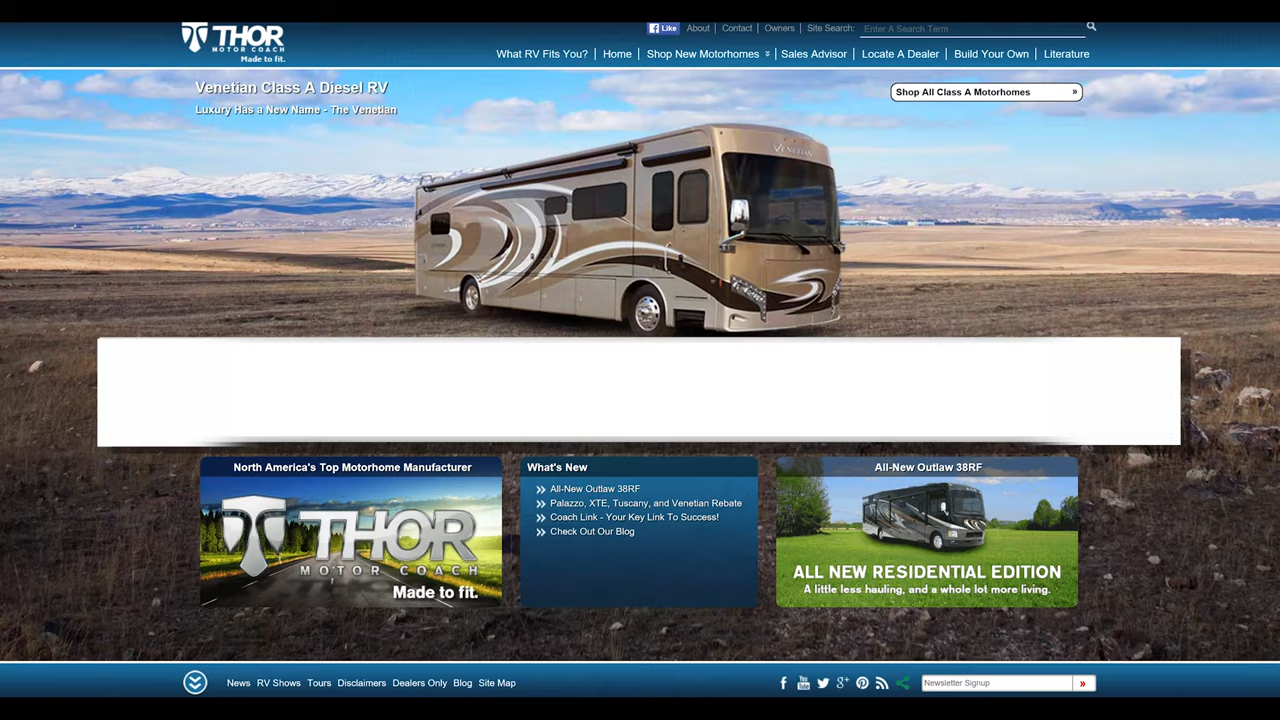 THOR
MOTOR COACH
Made to fit.
Like
About
Contact
Owners
Site Search:
Enter A Search Term
What RV Fits You?
Home
Shop New Motorhomes
Sales Advisor
Locate A Dealer
Build Your Own
Literature
Venetian Class A Diesel RV
Luxury Has a New Name - The Venetian
Shop All Class A Motorhomes »
VENETIAN
North America's Top Motorhome Manufacturer
THOR
MOTOR COACH
Made to fit.
What's New
All-New Outlaw 38RF
Palazzo, XTE, Tuscany, and Venetian Rebate
Coach Link - Your Key Link To Success!
Check Out Our Blog
All-New Outlaw 38RF
ALL NEW RESIDENTIAL EDITION
A little less hauling, and a whole lot more living.
News
RV Shows
Tours
Disclaimers
Dealers Only
Blog
Site Map
You
Tube
Newsletter Signup
»